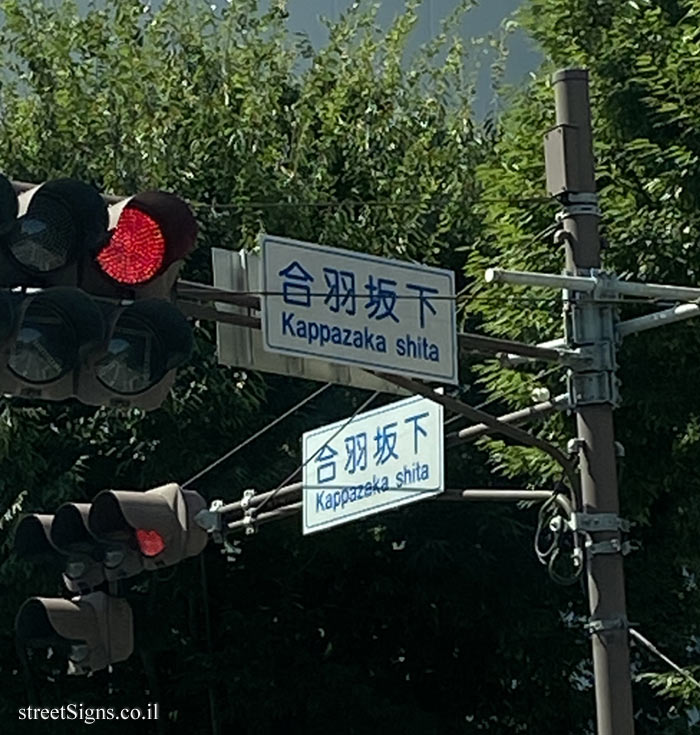 合羽坂下
Kappazaka shita
合羽坂下
Kappazaka shita
streetSigns.co.il